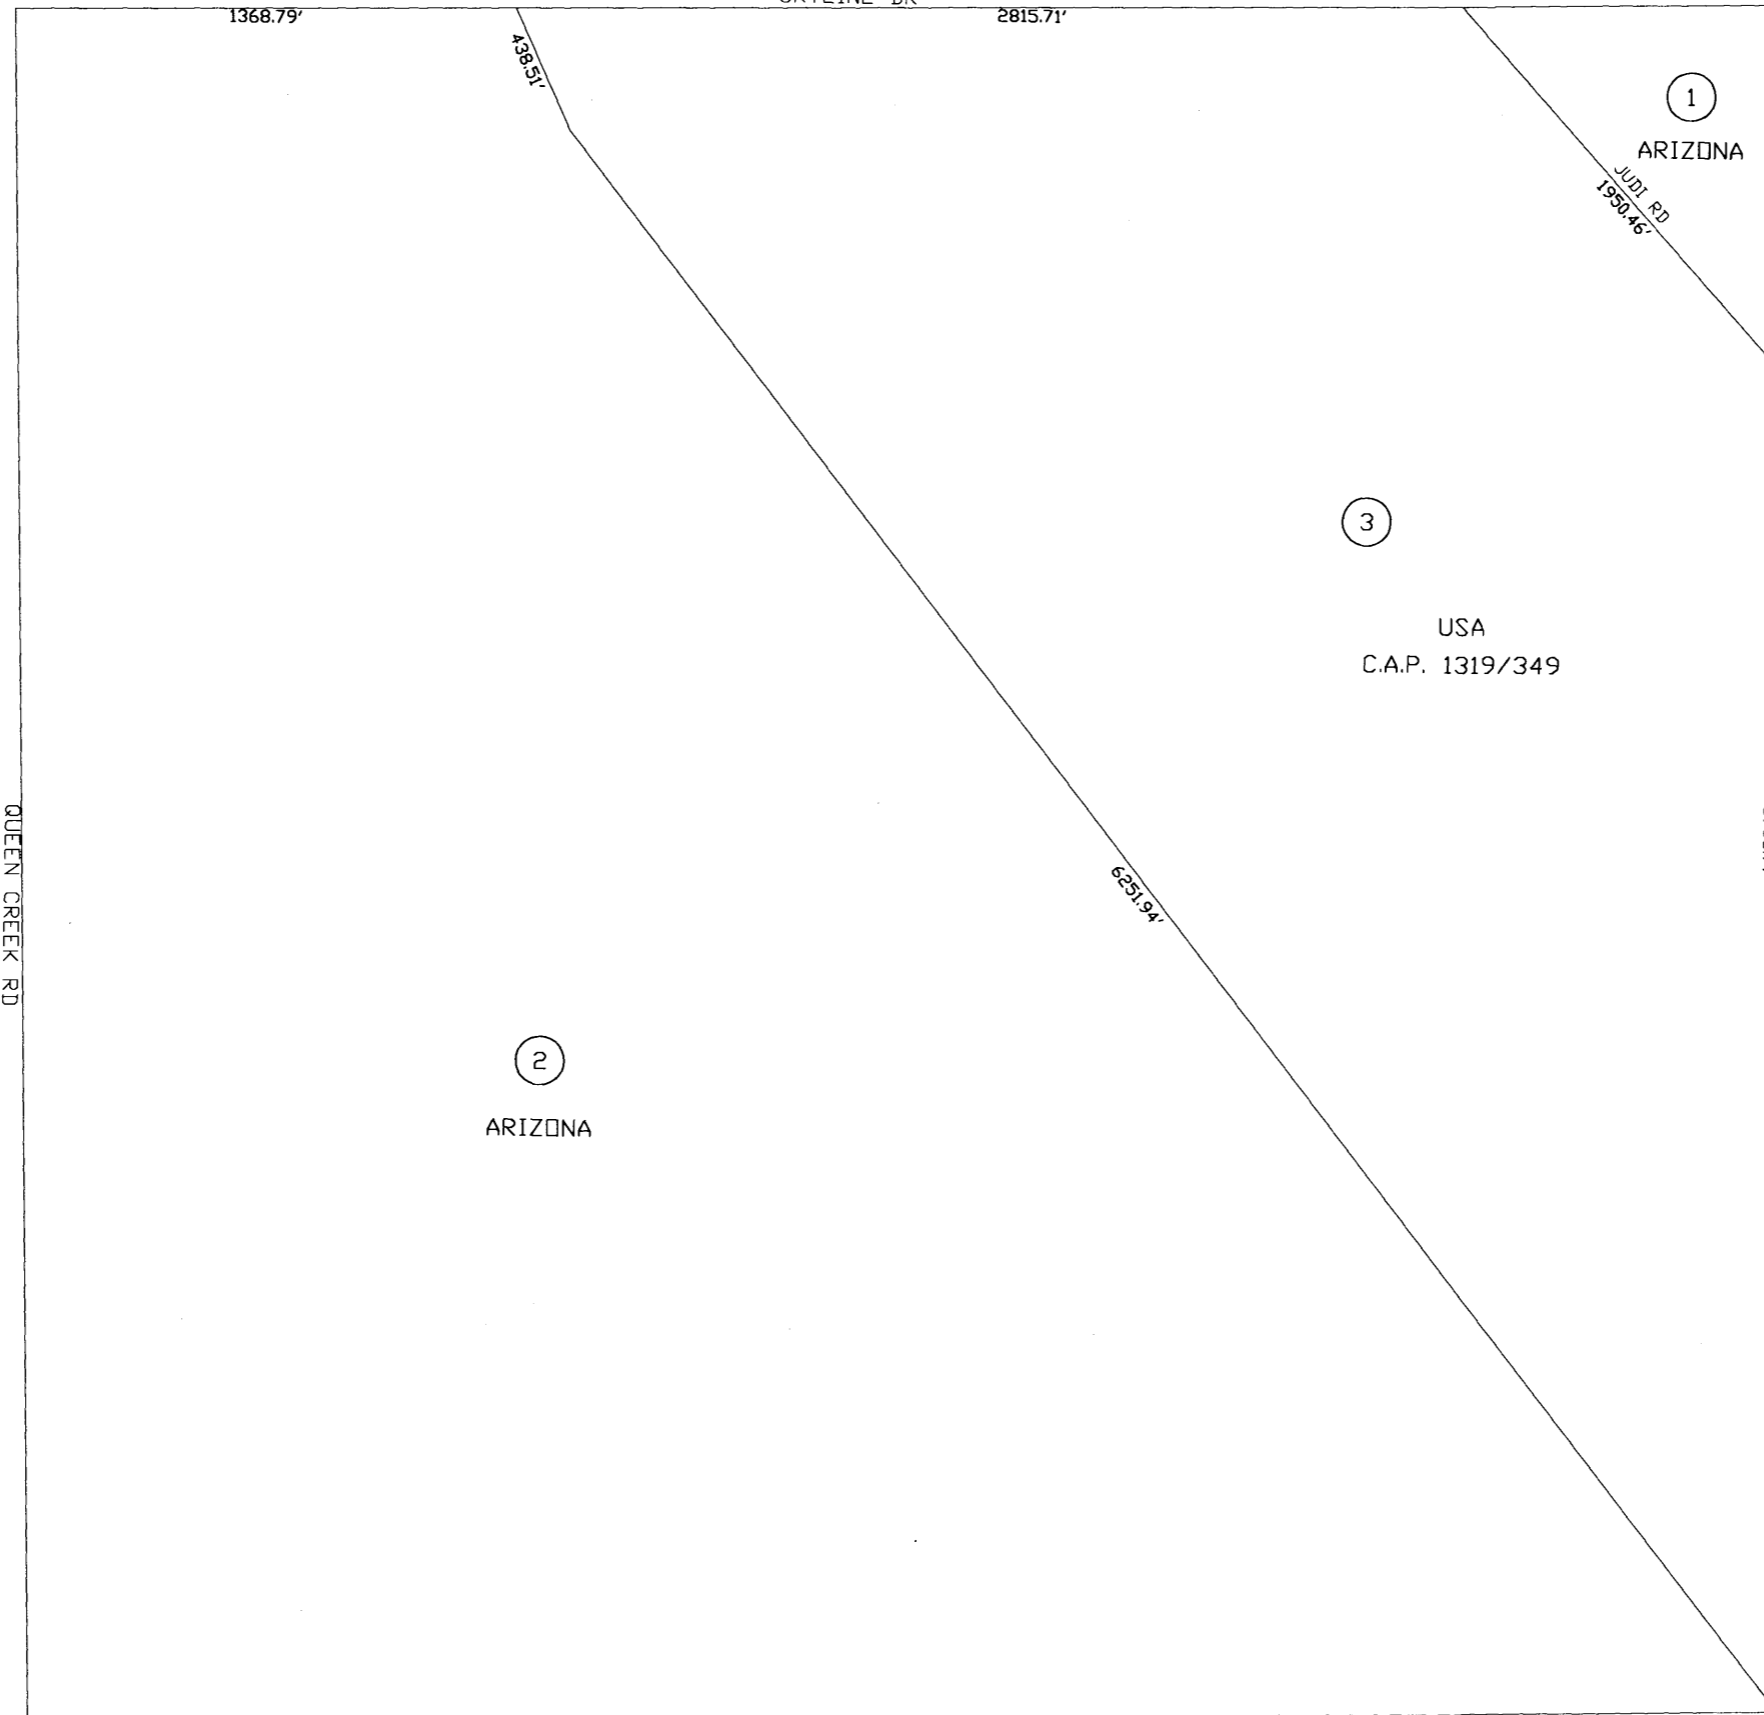 1368.79'
2815.71'
438.51'
1
ARIZONA
JUDI RD
1950.46'
3
USA
C.A.P. 1319/349
QUEEN CREEK RD
6251.94'
2
ARIZONA